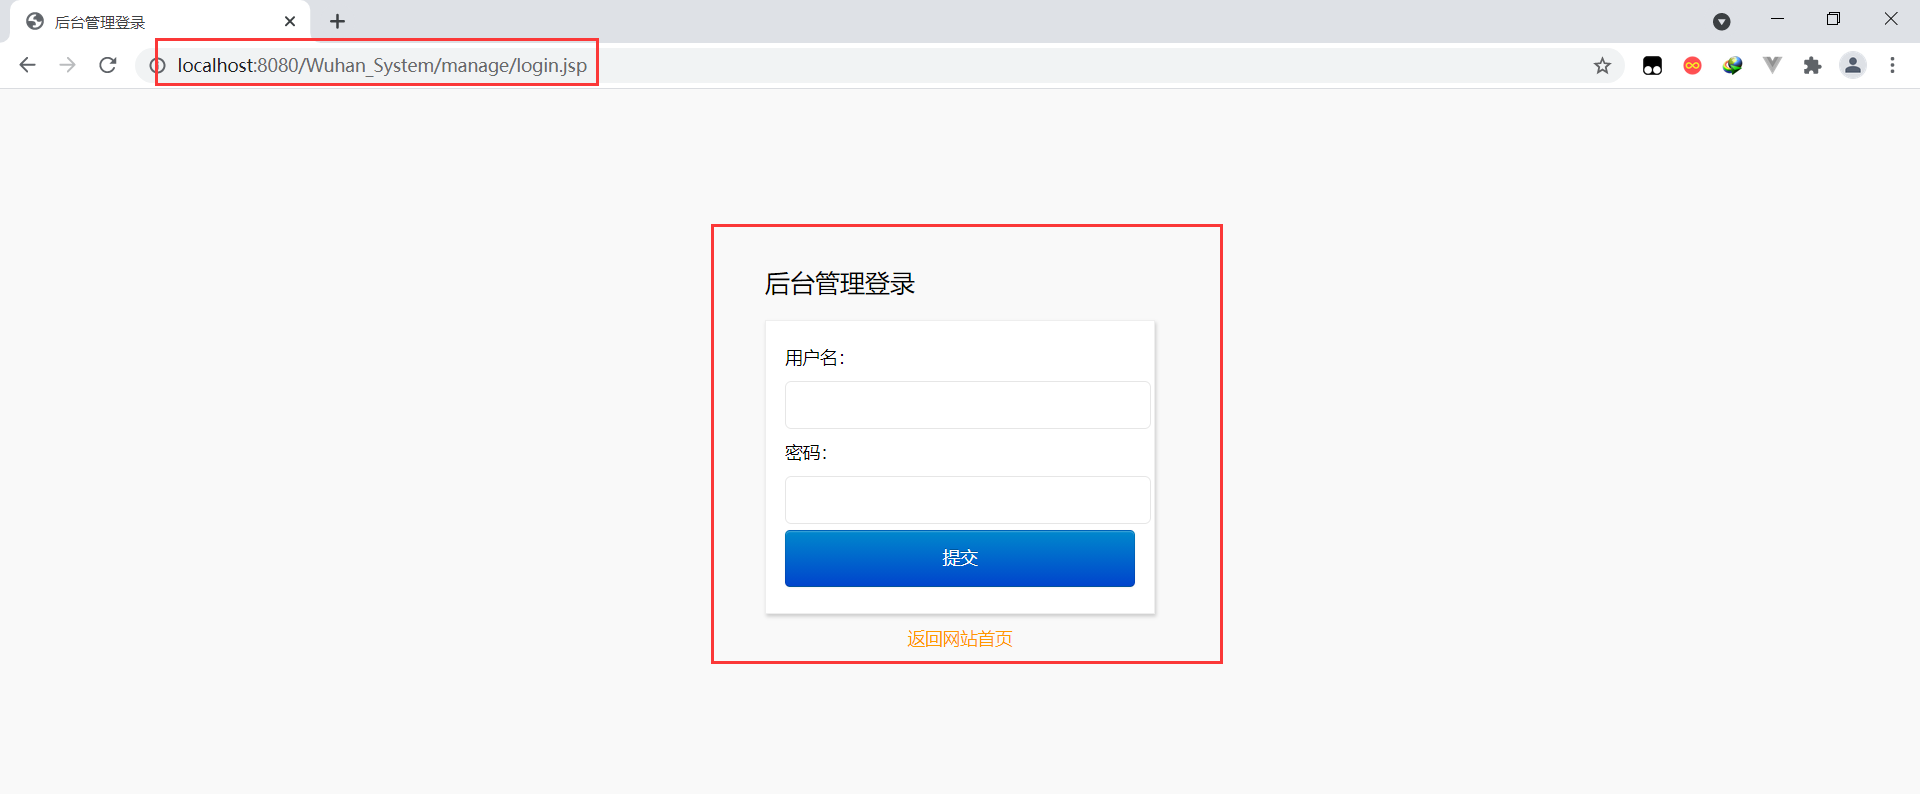 后台管理登录
localhost:8080/Wuhan_System/manage/login.jsp
后台管理登录
用户名:
密码:
提交
返回网站首页